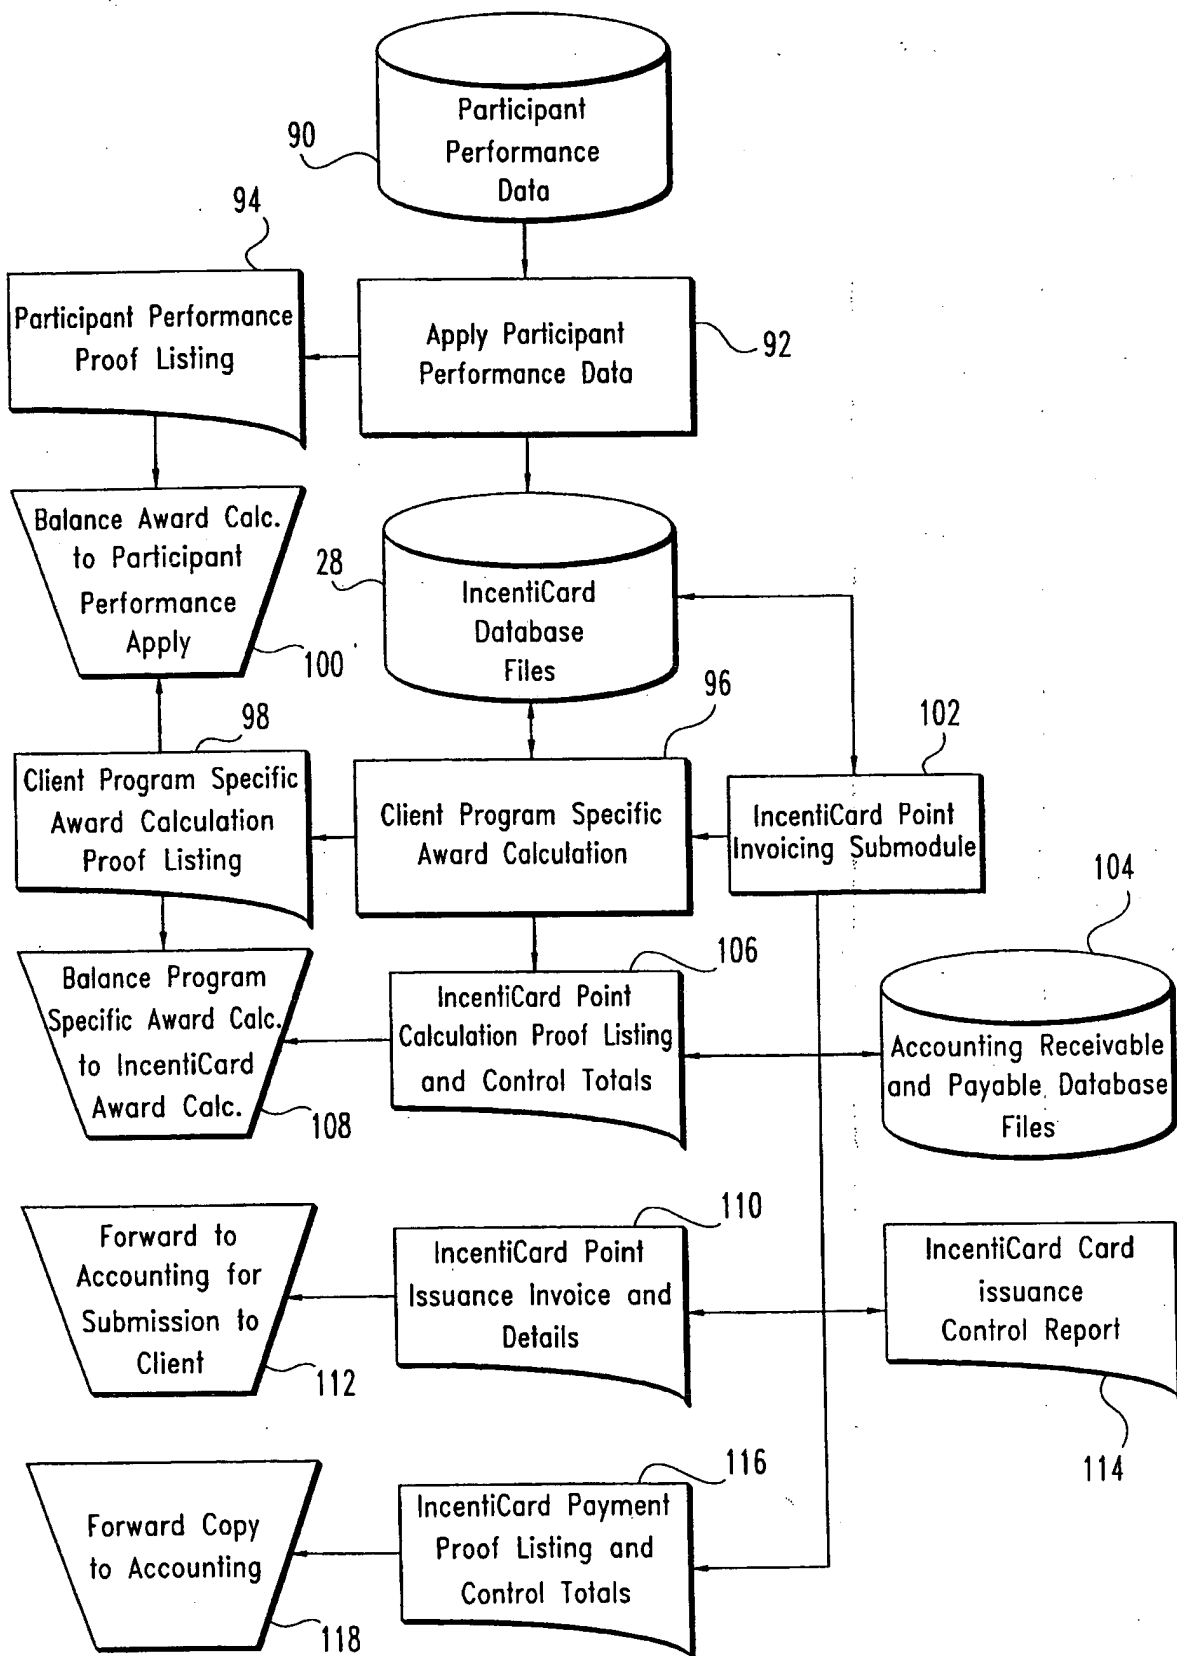 Participant
Performance
Data
90
94
Participant Performance
Proof Listing
Apply Participant
Performance Data
92
Balance Award Calc.
to Participant
Performance
Apply
100
28
IncentiCard
Database
Files
96
98
102
Client Program Specific
Award Calculation
Proof Listing
Client Program Specific
Award Calculation
IncentiCard Point
Invoicing Submodule
104
106
Balance Program
Specific Award Calc.
to IncentiCard
Award Calc.
108
IncentiCard Point
Calculation Proof Listing
and Control Totals
Accounting Receivable
and Payable Database
Files
110
Forward to
Accounting for
Submission to
Client
112
IncentiCard Point
Issuance Invoice and
Details
IncentiCard Card
issuance
Control Report
114
116
Forward Copy
to Accounting
118
IncentiCard Payment
Proof Listing and
Control Totals